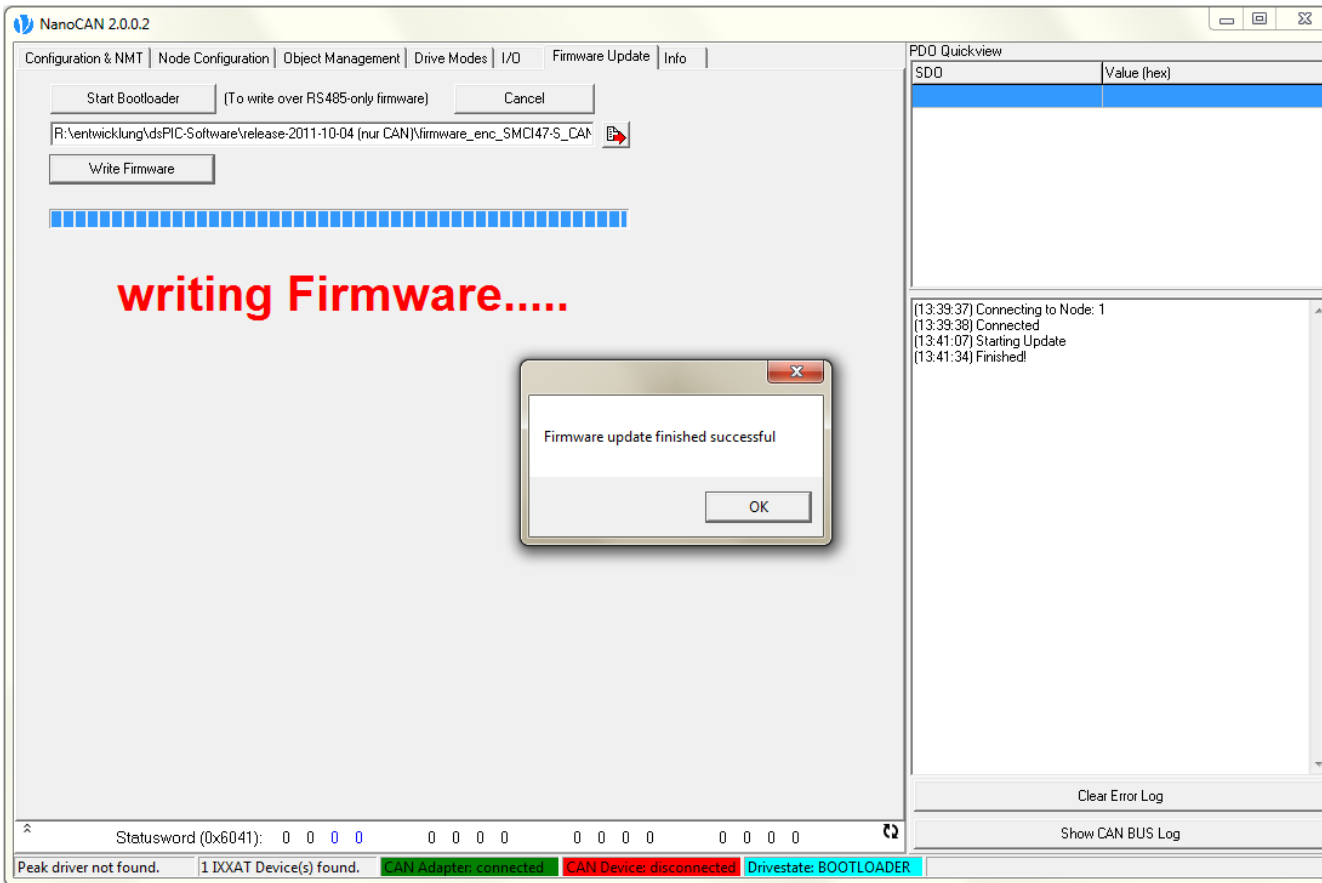 NanoCAN 2.0.0.2
Configuration & NMT Node Configuration Object Management Drive Modes I/O Firmware Update Info
Start Bootloader (To write over RS485-only firmware) Cancel
R:\entwicklung\dsPIC-Software\release-2011-10-04 (nur CAN)\firmware_enc_SMCI47-S_CAN
Write Firmware
writing Firmware.....
Firmware update finished successful
OK
PDO Quickview
SDO Value (hex)
(13:39:37) Connecting to Node: 1
(13:39:38) Connected
(13:41:07) Starting Update
(13:41:34) Finished!
Clear Error Log
Show CAN BUS Log
Statusword (0x6041): 0 0 0 0 0 0 0 0 0 0 0 0 0 0 0 0
Peak driver not found. 1 IXXAT Device(s) found. CAN Adapter: connected CAN Device: disconnected Drivestate: BOOTLOADER